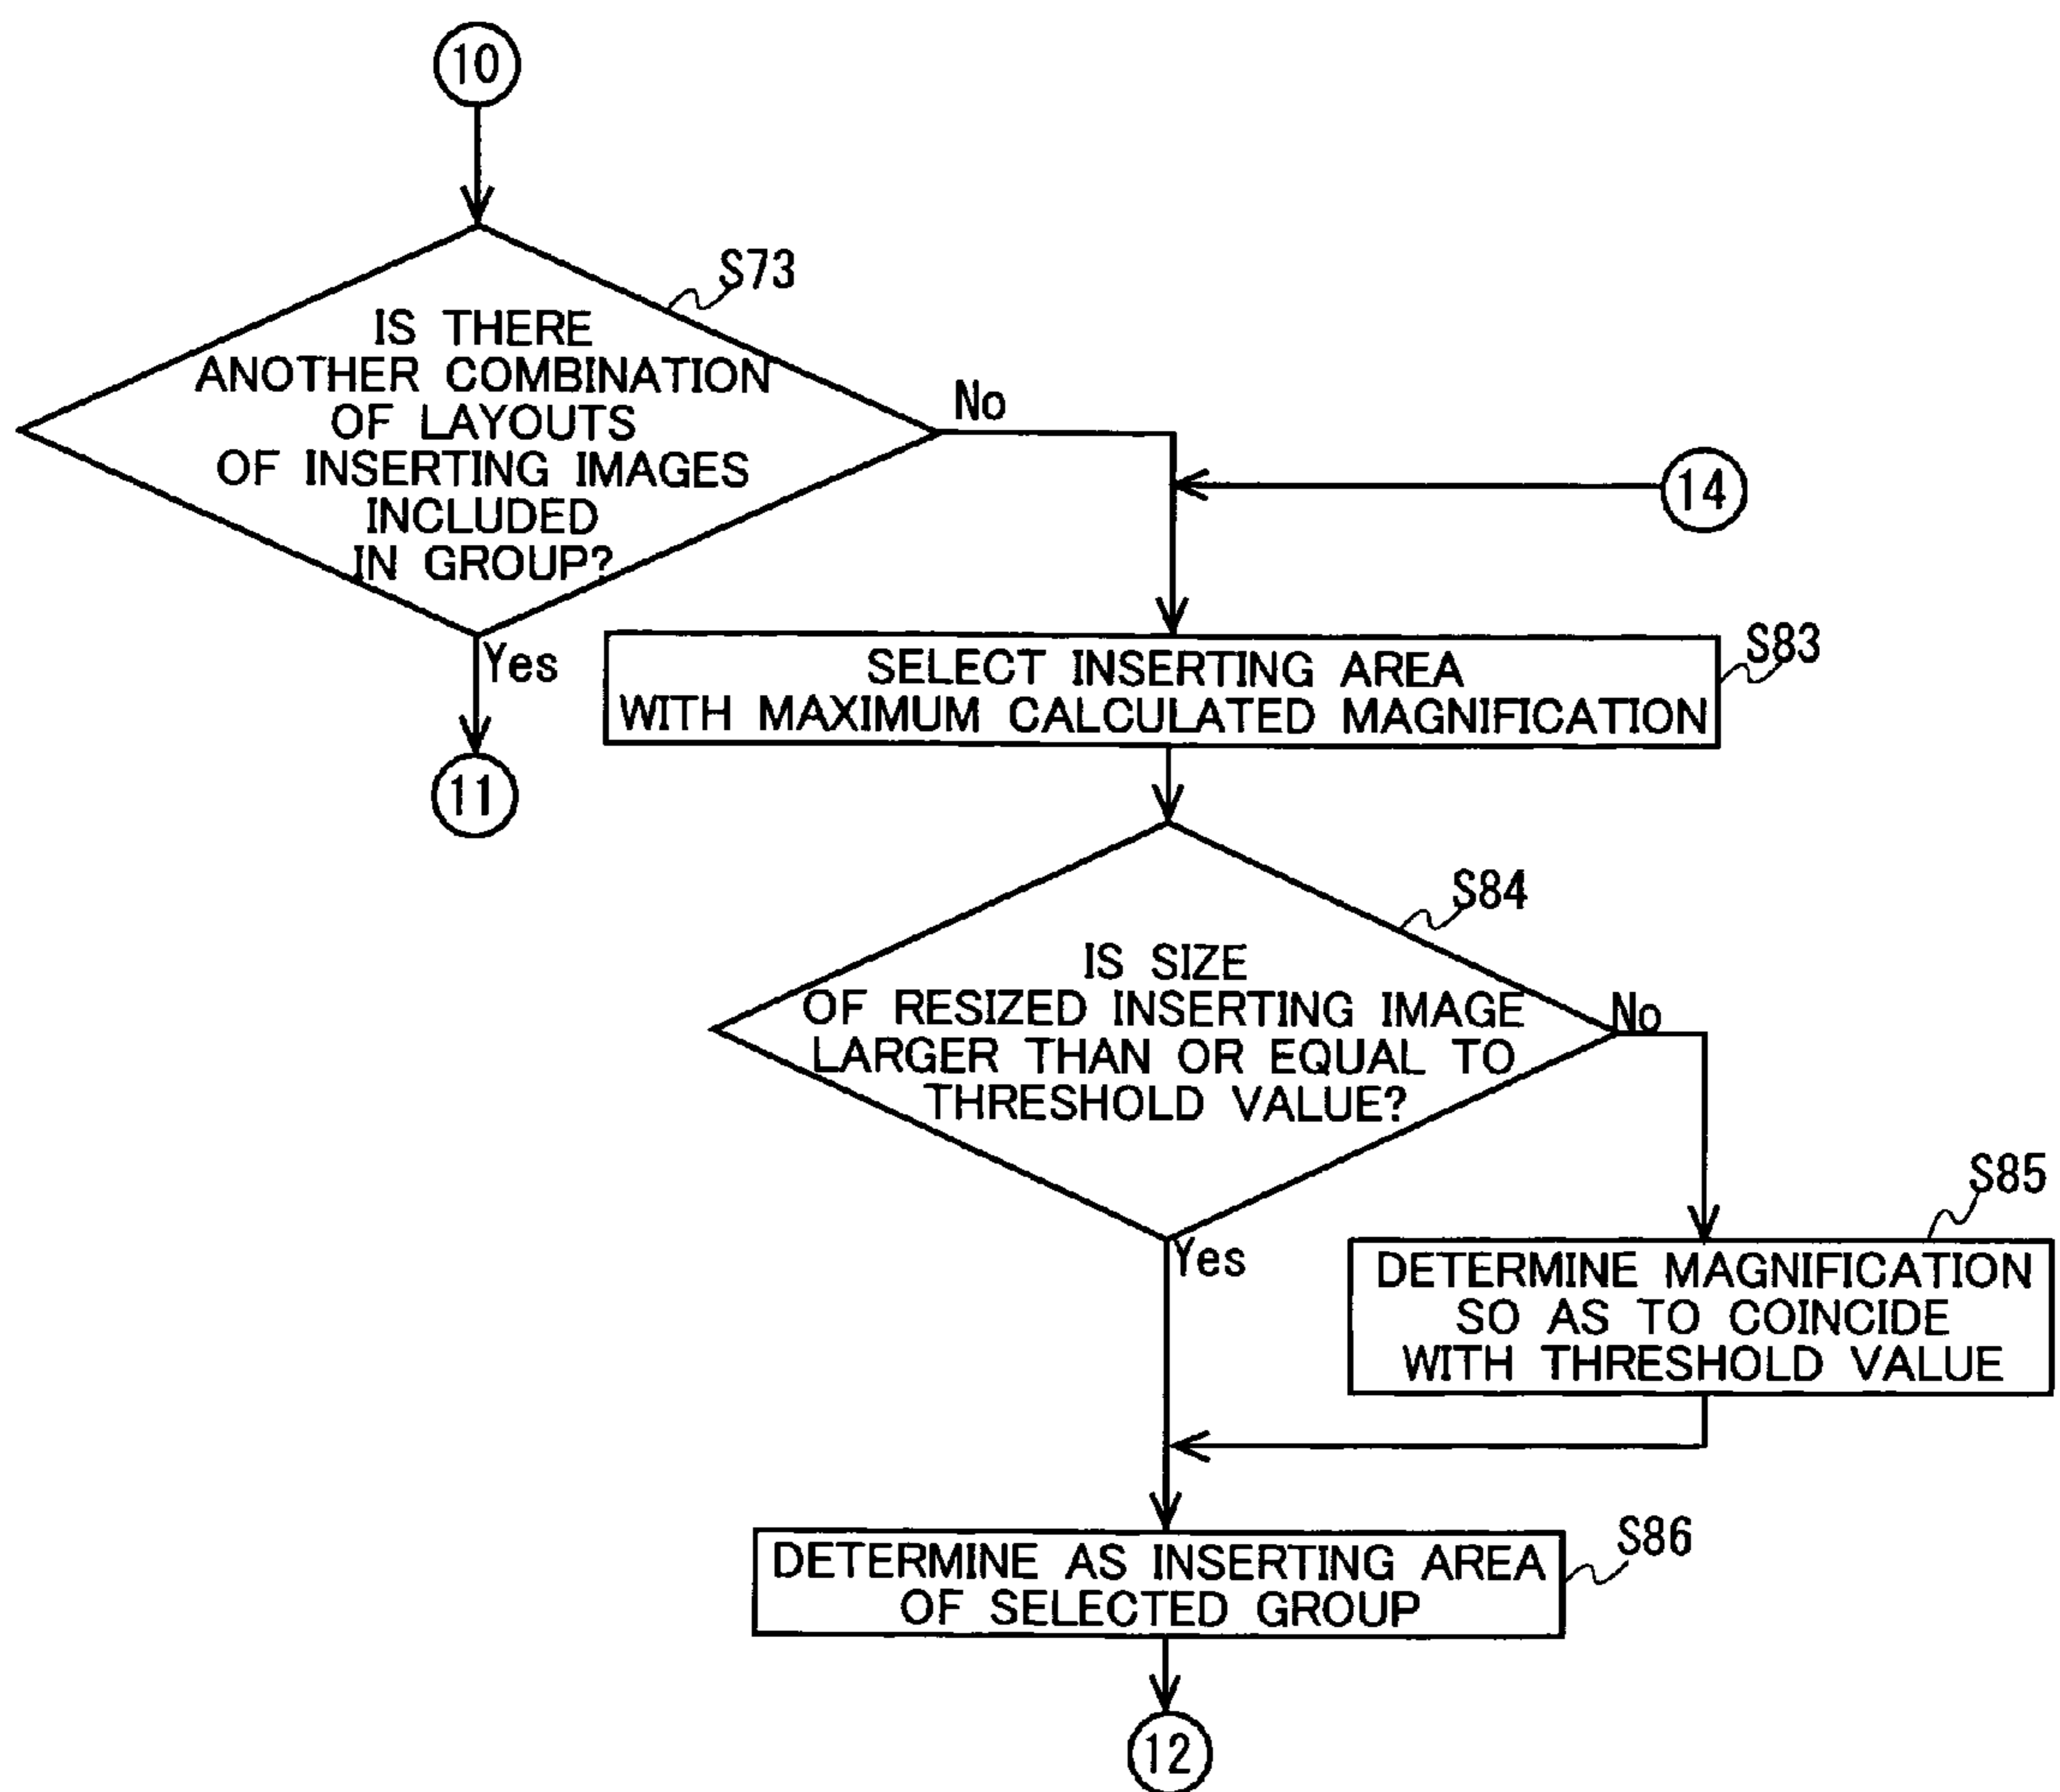 10
S73
IS THERE
ANOTHER COMBINATION
OF LAYOUTS
OF INSERTING IMAGES
INCLUDED
IN GROUP?
No
14
Yes
11
S83
SELECT INSERTING AREA
WITH MAXIMUM CALCULATED MAGNIFICATION
S84
IS SIZE
OF RESIZED INSERTING IMAGE
LARGER THAN OR EQUAL TO
THRESHOLD VALUE?
No
Yes
S85
DETERMINE MAGNIFICATION
SO AS TO COINCIDE
WITH THRESHOLD VALUE
S86
DETERMINE AS INSERTING AREA
OF SELECTED GROUP
12